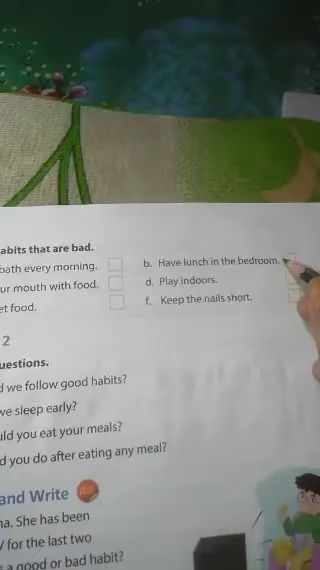 abits that are bad.
bath every morning. b. Have lunch in the bedroom.
ur mouth with food. d. Play indoors.
et food. f. Keep the nails short.
2
uestions.
d we follow good habits?
we sleep early?
uld you eat your meals?
d you do after eating any meal?
and Write
na. She has been
/ for the last two
s a good or bad habit?